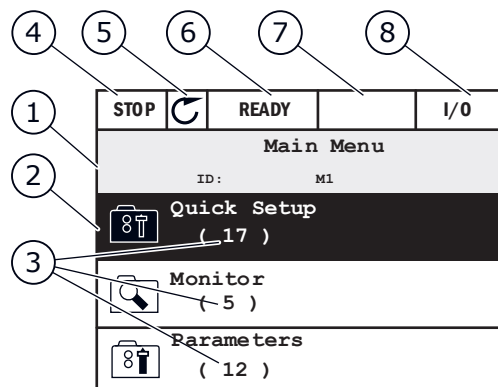 4 5 6 7 8
STOP READY I/O
1
Main Menu
ID: M1
2
Quick Setup
( 17 )
3
Monitor
( 5 )
Parameters
( 12 )